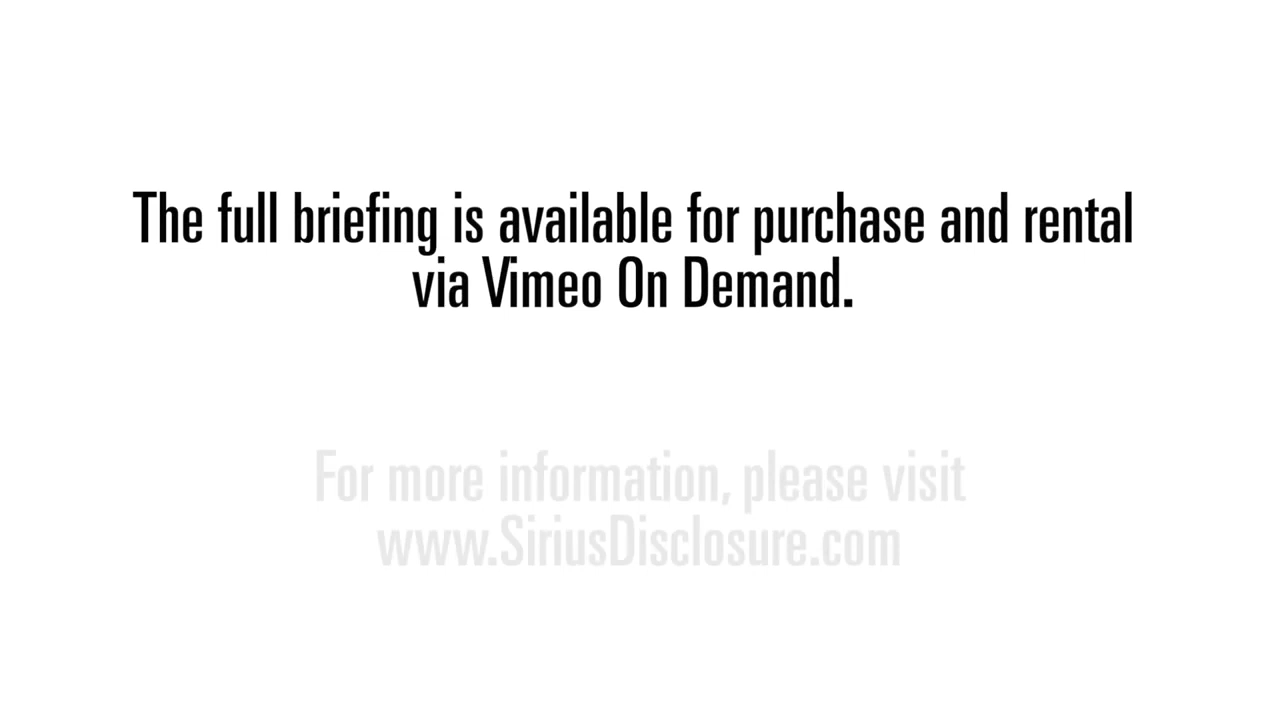 The full briefing is available for purchase and rental
via Vimeo On Demand.
For more information, please visit
www.SiriusDisclosure.com